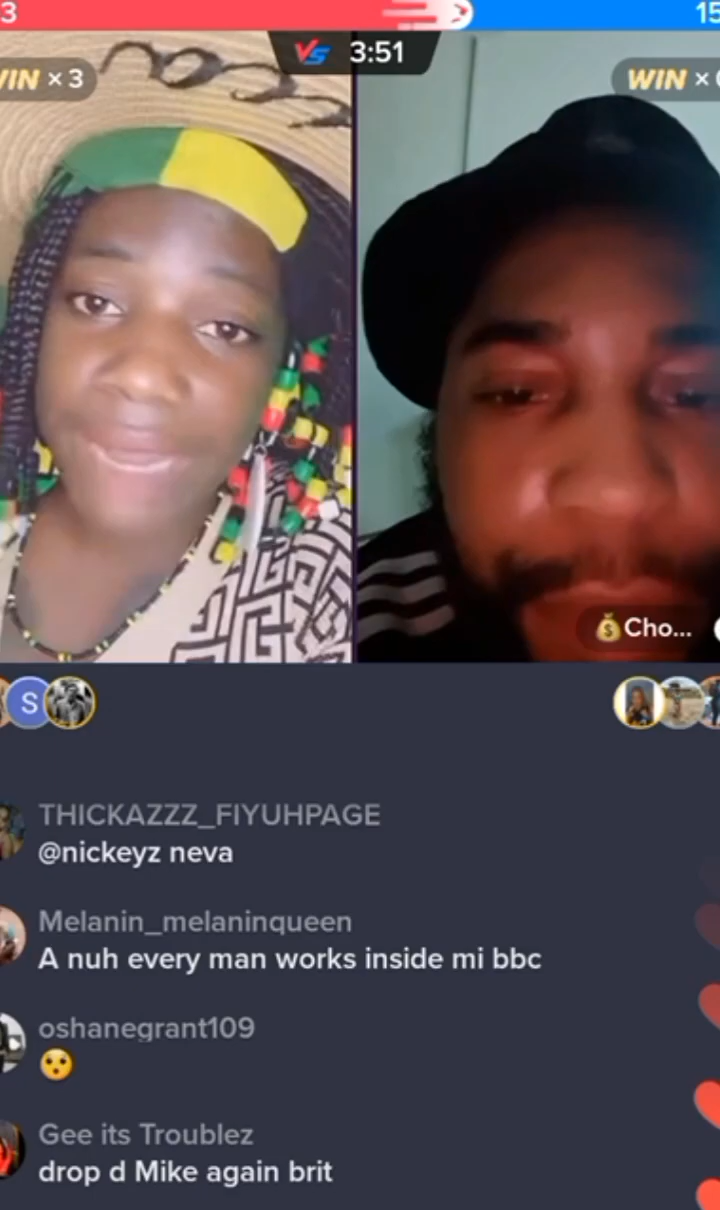 3
15
VS 3:51
WIN × 3
WIN ×
Cho...
S
THICKAZZZ_FIYUHPAGE
@nickeyz neva
Melanin_melaninqueen
A nuh every man works inside mi bbc
oshanegrant109
😮
Gee its Troublez
drop d Mike again brit